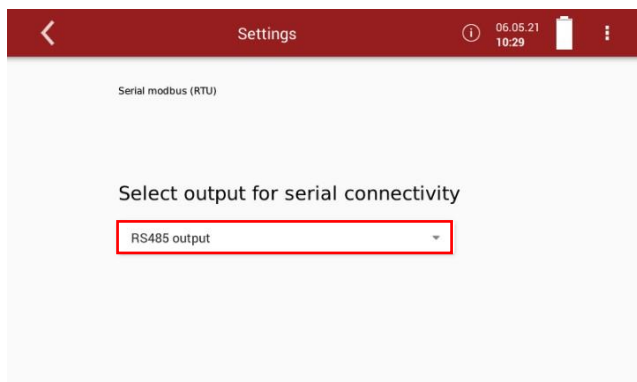 Settings
06.05.21
10:29
Serial modbus (RTU)
Select output for serial connectivity
RS485 output